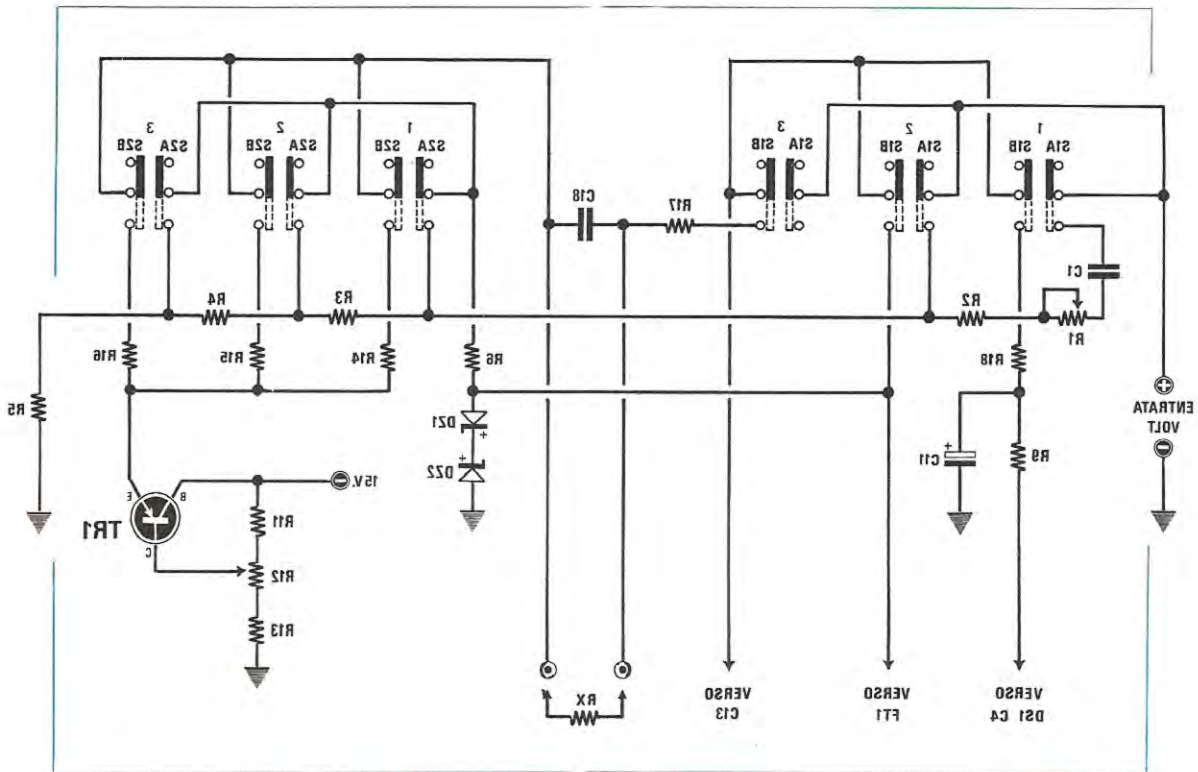 1
S1A S1B
2
S1A S1B
3
S1A S1B
1
S2A S2B
2
S2A S2B
3
S2A S2B
C1
R1
R2
R17
C18
R3
R4
R18
R6
R14
R15
R16
R5
+
ENTRATA
VOLT
-
R9
C11
+
DZ1
+
DZ2
+
- 15V.
B
E
C
TR1
R11
R12
R13
VERSO
DS1 C4
VERSO
FT1
VERSO
C13
RX